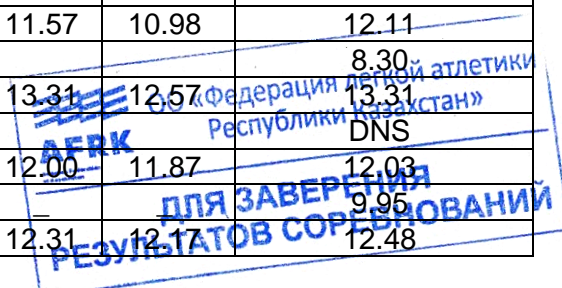 11.57 10.98 12.11
8.30
13.31 12.57 13.31
DNS
12.00 11.87 12.03
_ _ 9.95
12.31 12.17 12.48
AFRK
ОО «Федерация легкой атлетики
Республики Казахстан»
ДЛЯ ЗАВЕРЕНИЯ
РЕЗУЛЬТАТОВ СОРЕВНОВАНИЙ